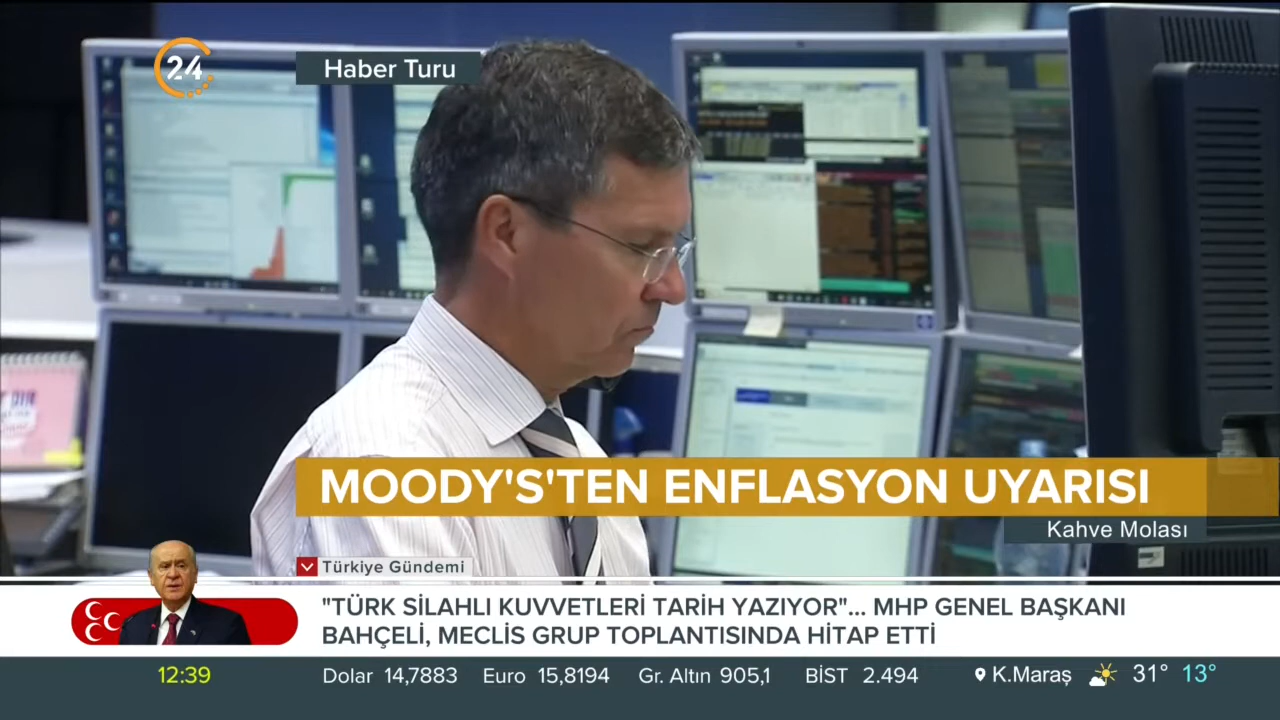 24
Haber Turu
MOODY'S'TEN ENFLASYON UYARISI
Kahve Molası
Türkiye Gündemi
"TÜRK SİLAHLI KUVVETLERİ TARİH YAZIYOR"... MHP GENEL BAŞKANI
BAHÇELİ, MECLİS GRUP TOPLANTISINDA HİTAP ETTİ
12:39 Dolar 14,7883 Euro 15,8194 Gr. Altın 905,1 BİST 2.494 K.Maraş 31° 13°